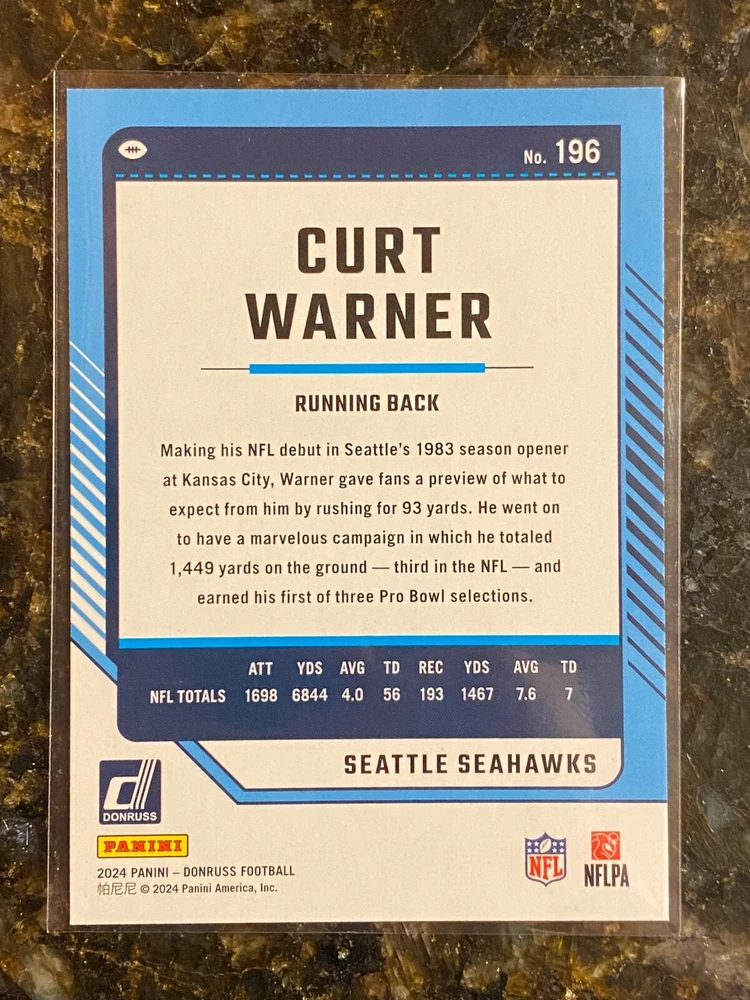 No. 196
CURT
WARNER
RUNNING BACK
Making his NFL debut in Seattle's 1983 season opener
at Kansas City, Warner gave fans a preview of what to
expect from him by rushing for 93 yards. He went on
to have a marvelous campaign in which he totaled
1,449 yards on the ground — third in the NFL — and
earned his first of three Pro Bowl selections.
ATT YDS AVG TD REC YDS AVG TD
NFL TOTALS 1698 6844 4.0 56 193 1467 7.6 7
SEATTLE SEAHAWKS
d
DONRUSS
PANINI
NFL
NFLPA
2024 PANINI – DONRUSS FOOTBALL
帕尼尼 © 2024 Panini America, Inc.